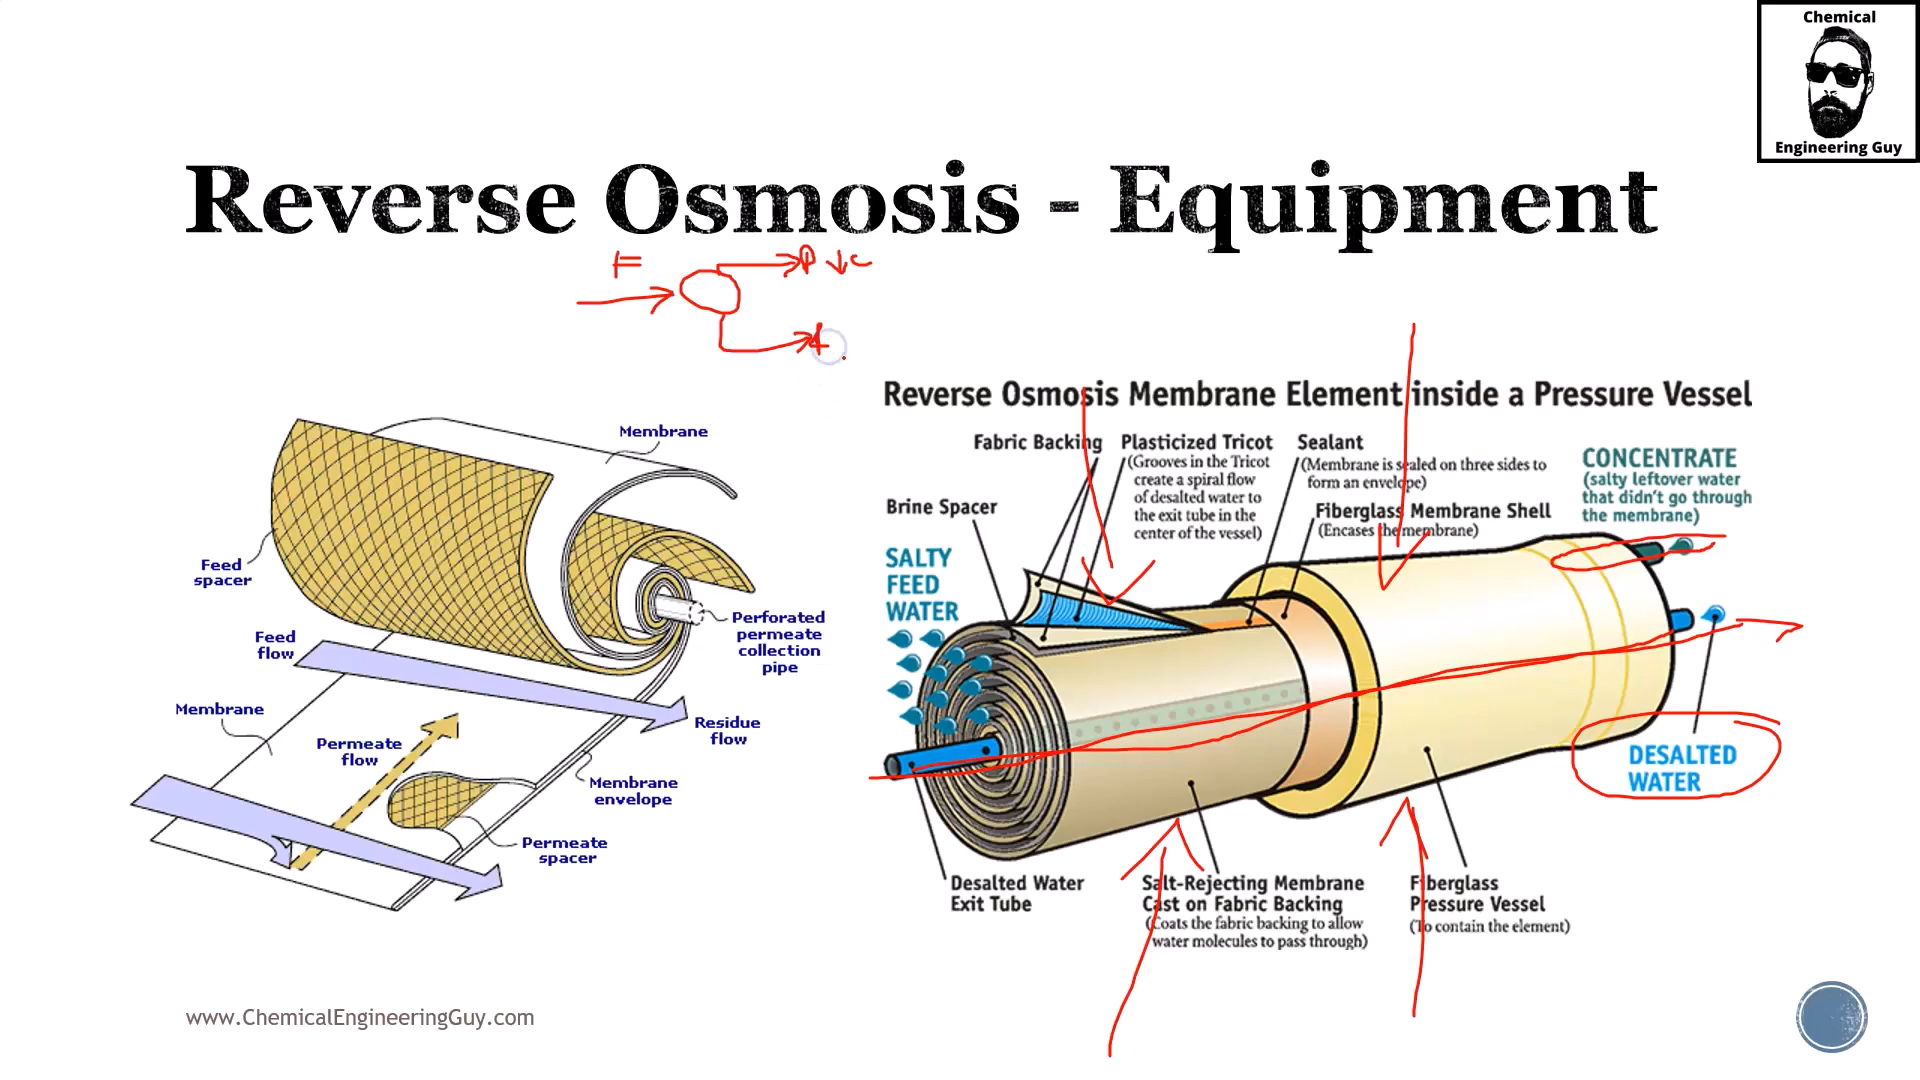 Chemical
Engineering Guy
Reverse Osmosis - Equipment
F
P ↓c
Reverse Osmosis Membrane Element inside a Pressure Vessel
Membrane
Feed
spacer
Perforated
permeate
collection
pipe
Feed
flow
Membrane
Permeate
flow
Residue
flow
Membrane
envelope
Permeate
spacer
Fabric Backing
Plasticized Tricot
(Grooves in the Tricot
create a spiral flow
of desalted water to
the exit tube in the
center of the vessel)
Sealant
(Membrane is sealed on three sides to
form an envelope)
Fiberglass Membrane Shell
(Encases the membrane)
CONCENTRATE
(salty leftover water
that didn't go through
the membrane)
Brine Spacer
SALTY
FEED
WATER
DESALTED
WATER
Desalted Water
Exit Tube
Salt-Rejecting Membrane
Cast on Fabric Backing
(Coats the fabric backing to allow
water molecules to pass through)
Fiberglass
Pressure Vessel
(To contain the element)
www.ChemicalEngineeringGuy.com